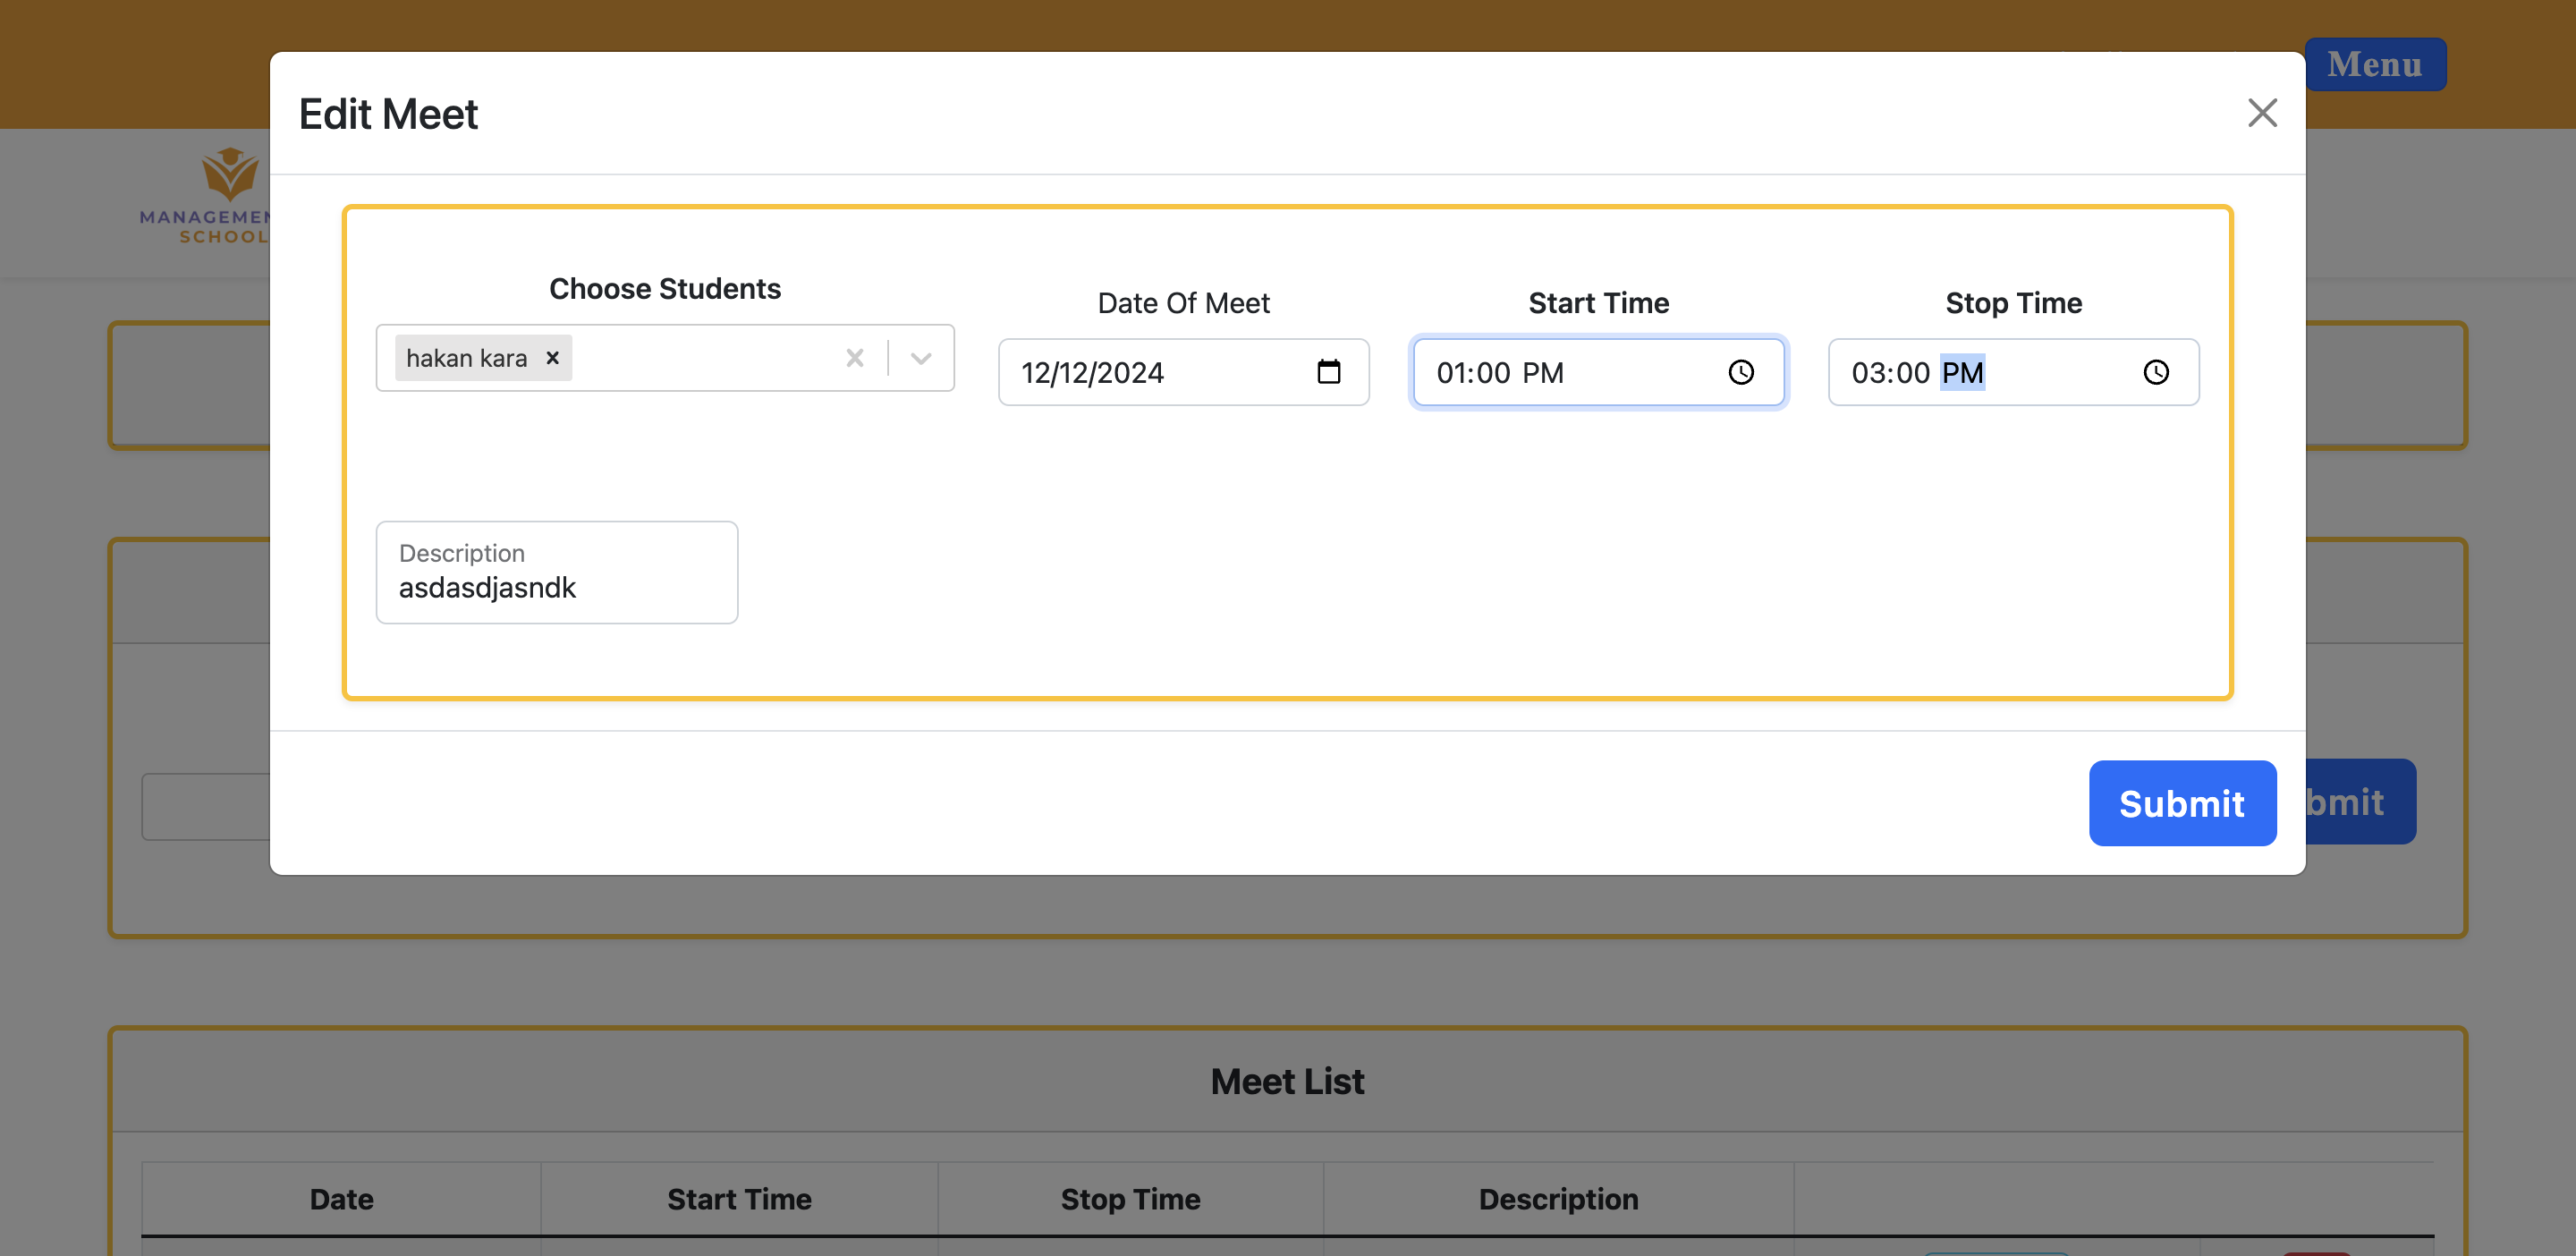 Menu
Edit Meet
MANAGEMEN
SCHOOL
Choose Students
Date Of Meet
Start Time
Stop Time
hakan kara
12/12/2024
01:00 PM
03:00 PM
Description
asdasdjasndk
Submit
bmit
Meet List
Date
Start Time
Stop Time
Description